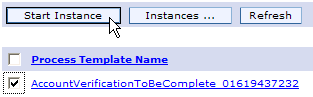 Start Instance Instances ... Refresh
Process Template Name
AccountVerificationToBeComplete_01619437232